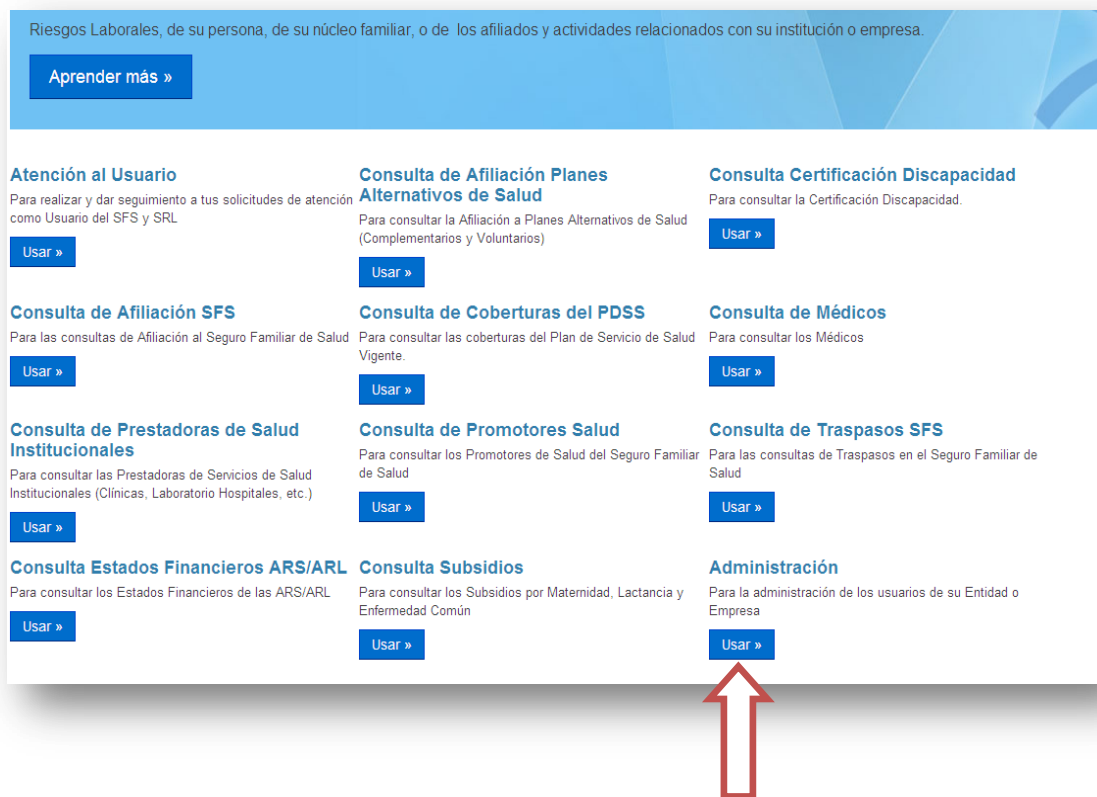 Riesgos Laborales, de su persona, de su núcleo familiar, o de los afiliados y actividades relacionados con su institución o empresa.
Aprender más »
Atención al Usuario
Para realizar y dar seguimiento a tus solicitudes de atención
como Usuario del SFS y SRL
Usar »
Consulta de Afiliación Planes
Alternativos de Salud
Para consultar la Afiliación a Planes Alternativos de Salud
(Complementarios y Voluntarios)
Usar »
Consulta Certificación Discapacidad
Para consultar la Certificación Discapacidad.
Usar »
Consulta de Afiliación SFS
Para las consultas de Afiliación al Seguro Familiar de Salud
Usar »
Consulta de Coberturas del PDSS
Para consultar las coberturas del Plan de Servicio de Salud
Vigente.
Usar »
Consulta de Médicos
Para consultar los Médicos
Usar »
Consulta de Prestadoras de Salud
Institucionales
Para consultar las Prestadoras de Servicios de Salud
Institucionales (Clínicas, Laboratorio Hospitales, etc.)
Usar »
Consulta de Promotores Salud
Para consultar los Promotores de Salud del Seguro Familiar
de Salud
Usar »
Consulta de Traspasos SFS
Para las consultas de Traspasos en el Seguro Familiar de
Salud
Usar »
Consulta Estados Financieros ARS/ARL
Para consultar los Estados Financieros de las ARS/ARL
Usar »
Consulta Subsidios
Para consultar los Subsidios por Maternidad, Lactancia y
Enfermedad Común
Usar »
Administración
Para la administración de los usuarios de su Entidad o
Empresa
Usar »